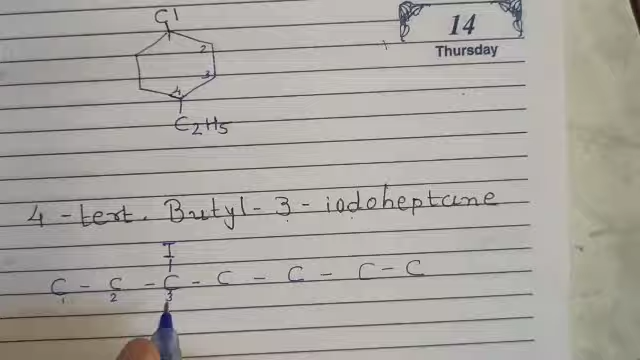 Cl
14
2
Thursday
3
4
C2H5
4 - tert. Butyl - 3 - iodoheptane
I
C - C - C - C - C - C - C
1 2 3